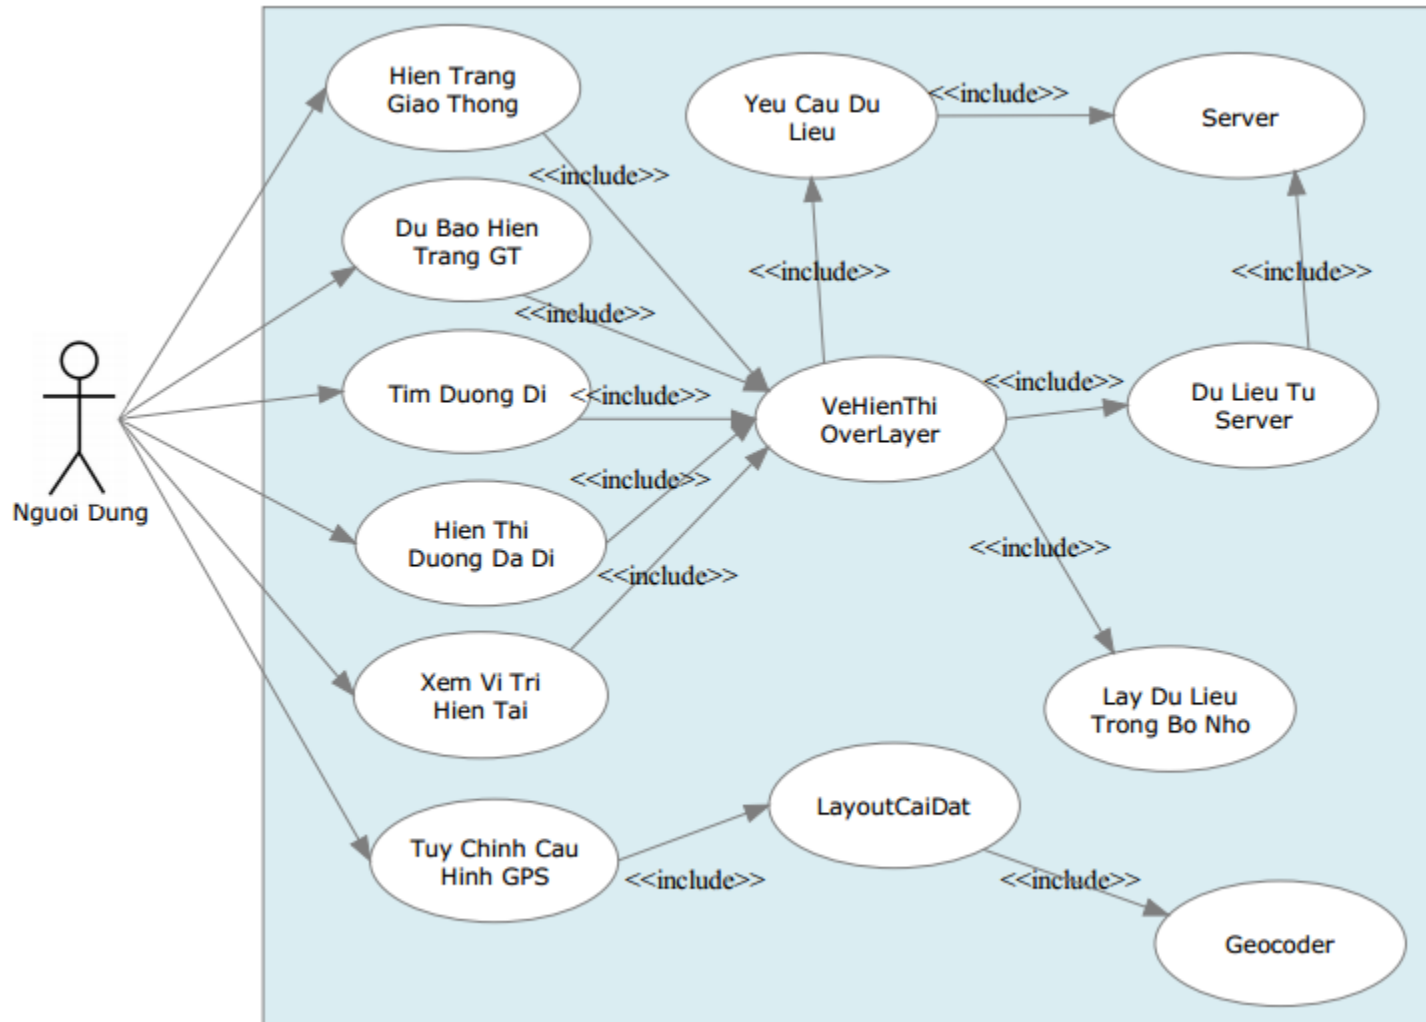 Hien Trang
Giao Thong
Yeu Cau Du
Lieu
<<include>>
Server
<<include>>
Du Bao Hien
Trang GT
<<include>>
<<include>>
<<include>>
Tim Duong Di
<<include>>
VeHienThi
OverLayer
<<include>>
Du Lieu Tu
Server
Nguoi Dung
<<include>>
Hien Thi
Duong Da Di
<<include>>
<<include>>
Xem Vi Tri
Hien Tai
Lay Du Lieu
Trong Bo Nho
LayoutCaiDat
Tuy Chinh Cau
Hinh GPS
<<include>>
<<include>>
Geocoder